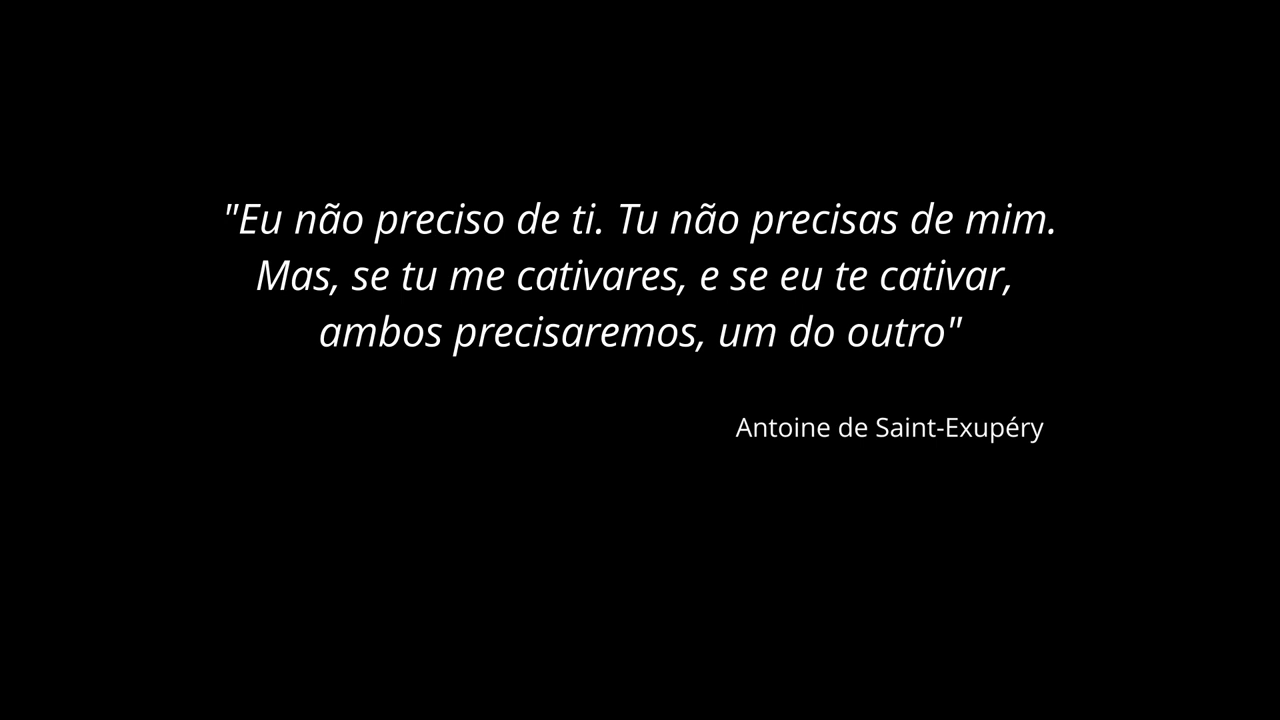 "Eu não preciso de ti. Tu não precisas de mim.
Mas, se tu me cativares, e se eu te cativar,
ambos precisaremos, um do outro"
Antoine de Saint-Exupéry